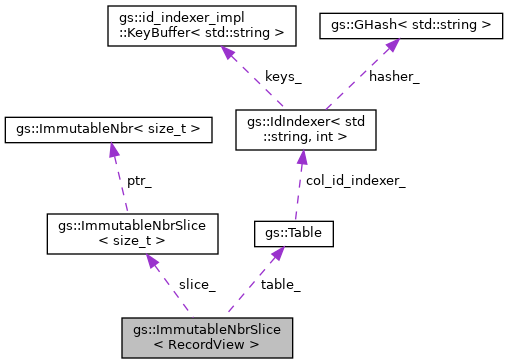 gs::id_indexer_impl
::KeyBuffer< std::string >
gs::GHash< std::string >
keys_
hasher_
gs::ImmutableNbr< size_t >
gs::IdIndexer< std
::string, int >
ptr_
col_id_indexer_
gs::ImmutableNbrSlice
< size_t >
gs::Table
slice_
table_
gs::ImmutableNbrSlice
< RecordView >